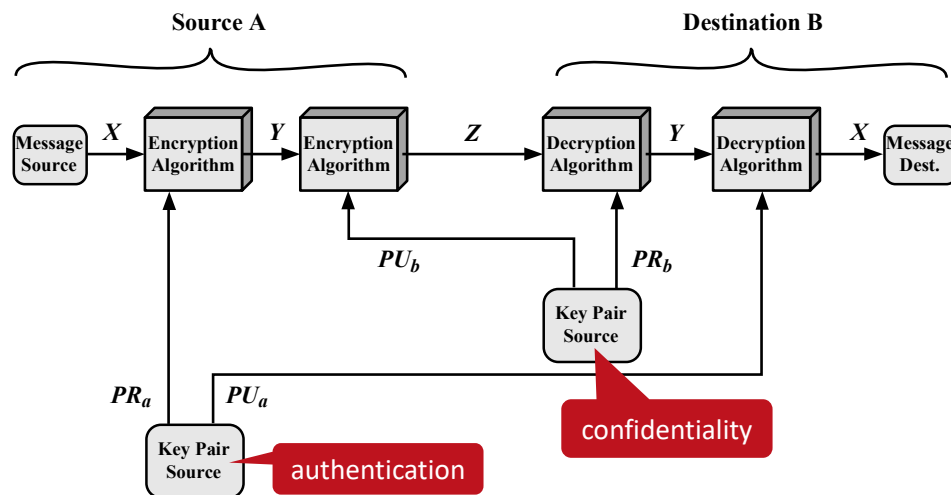 Source A
Destination B
X
Y
Z
Y
X
Message
Source
Encryption
Algorithm
Encryption
Algorithm
Decryption
Algorithm
Decryption
Algorithm
Message
Dest.
PUb
PRb
Key Pair
Source
PRa
PUa
confidentiality
Key Pair
Source
authentication